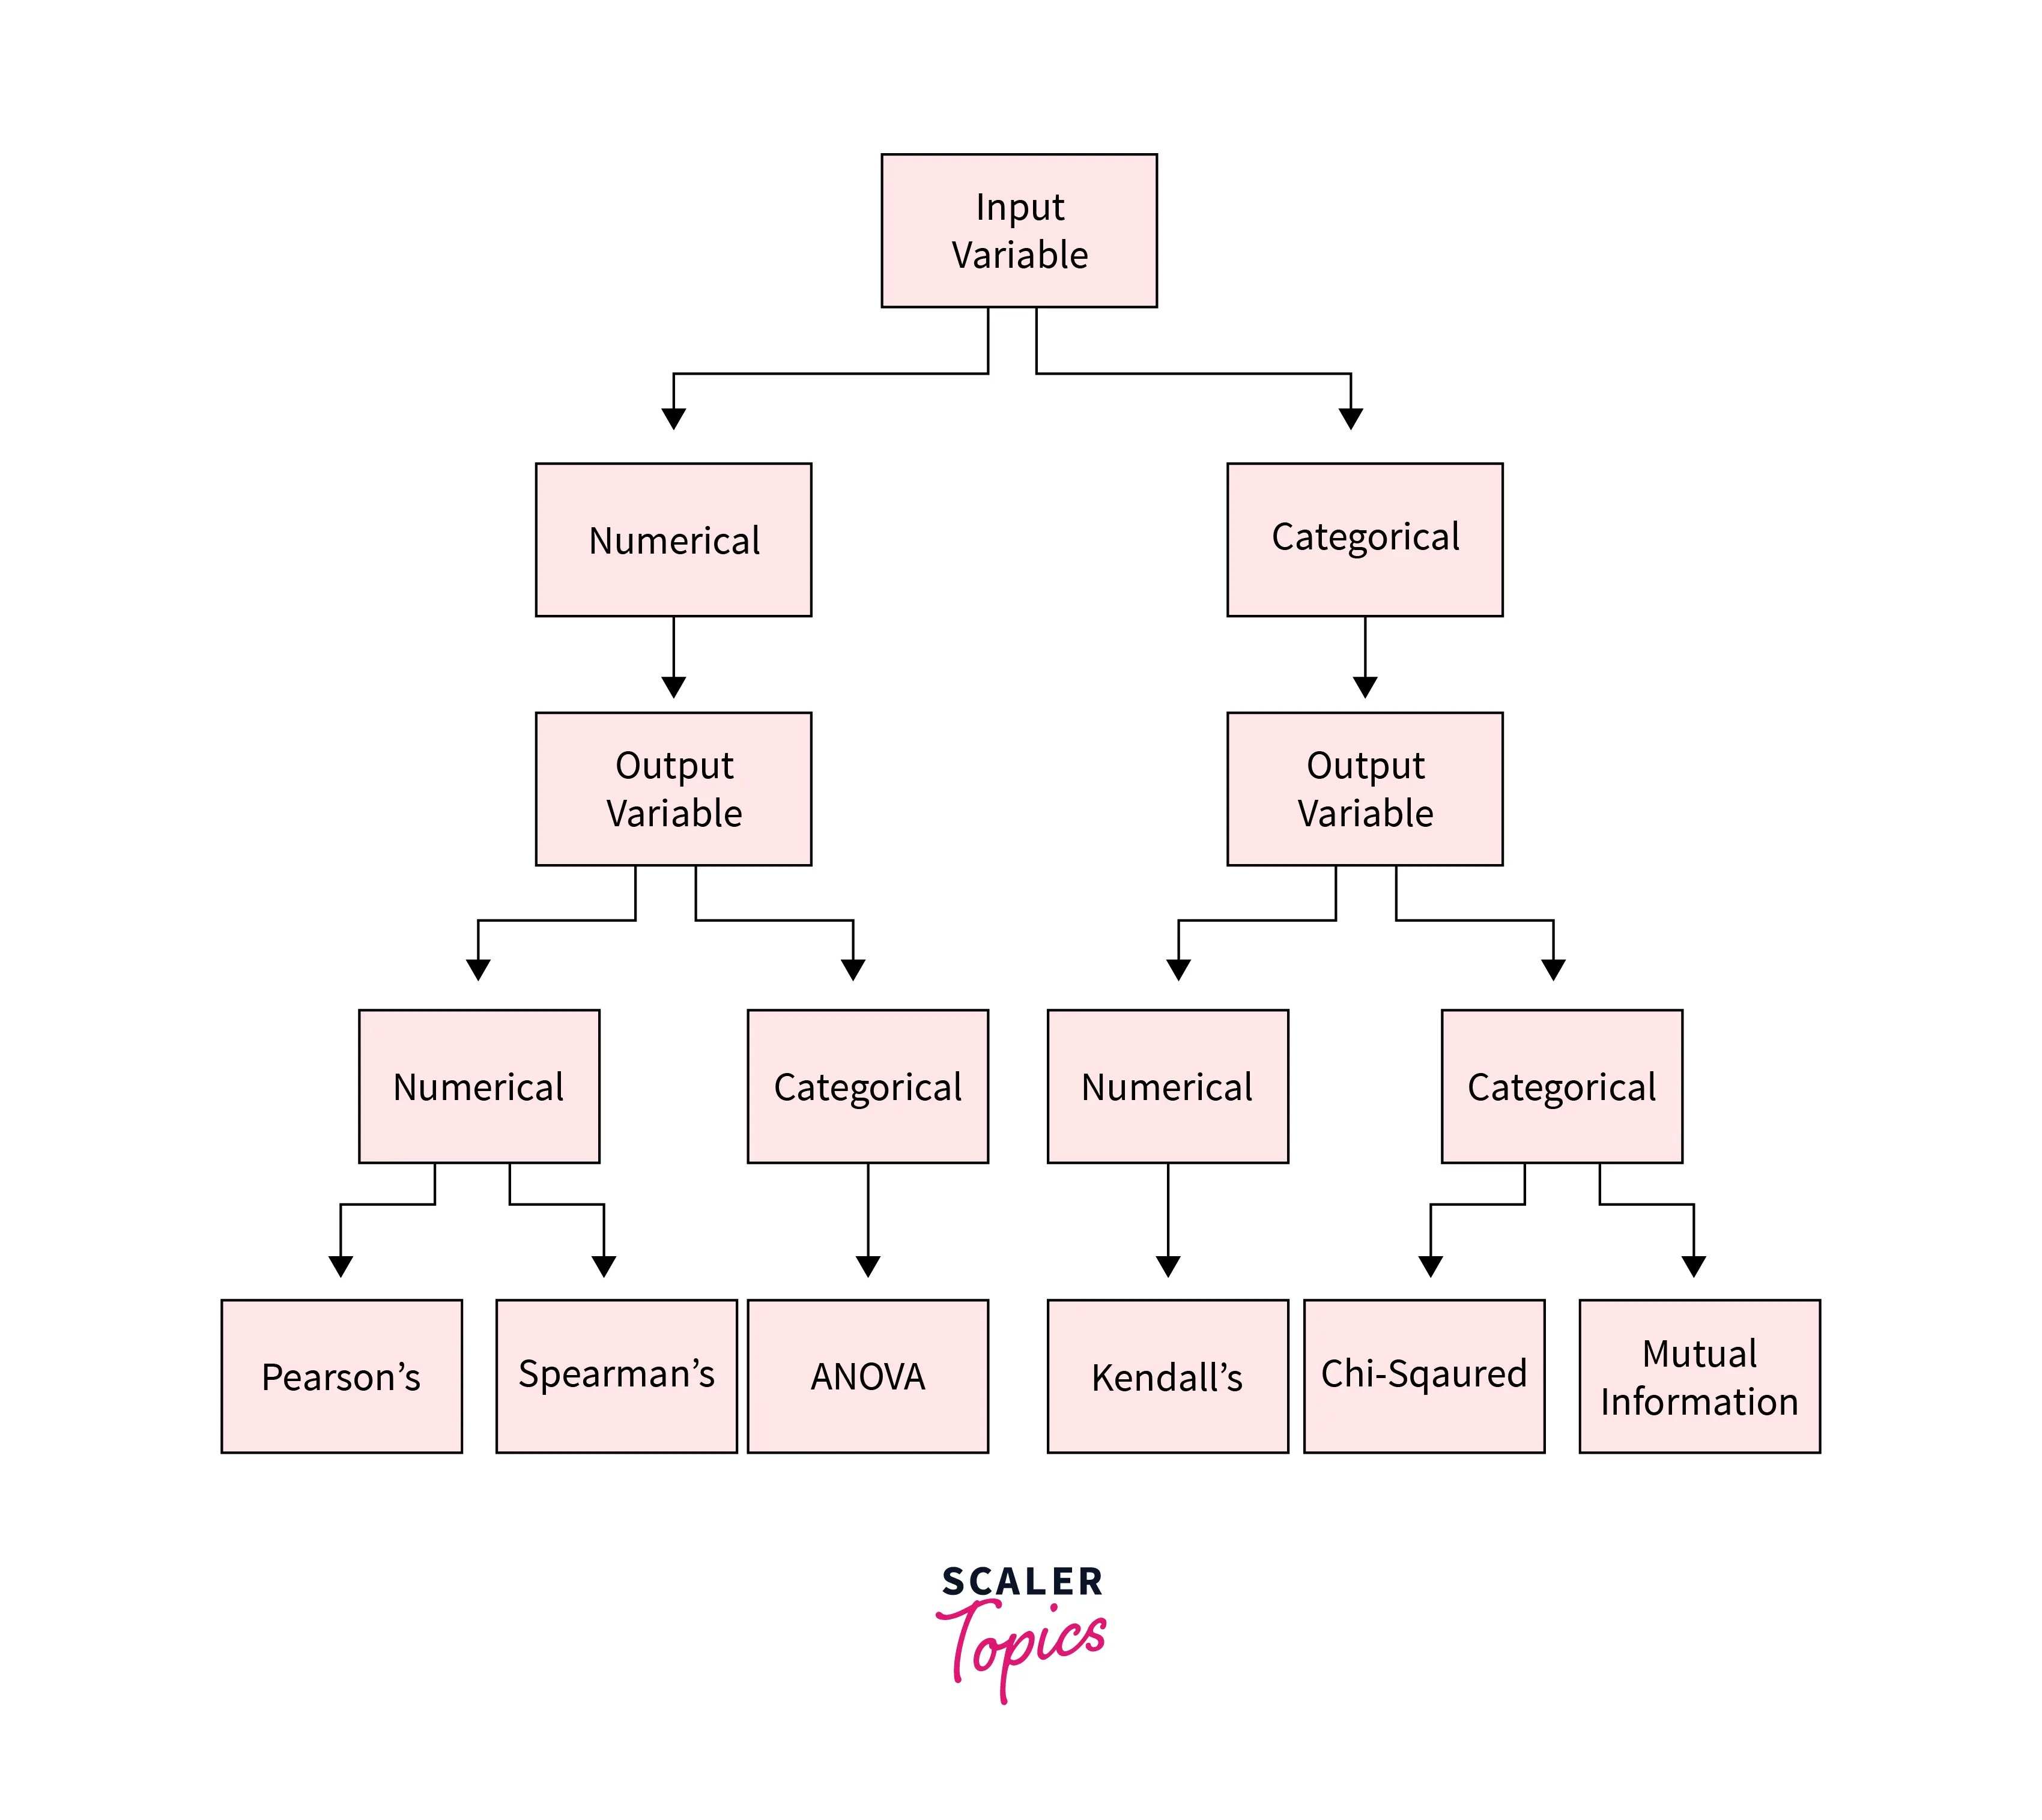 Input
Variable
Numerical
Categorical
Output
Variable
Output
Variable
Numerical
Categorical
Numerical
Categorical
Pearson’s
Spearman’s
ANOVA
Kendall’s
Chi-Sqaured
Mutual
Information
SCALER
Topics